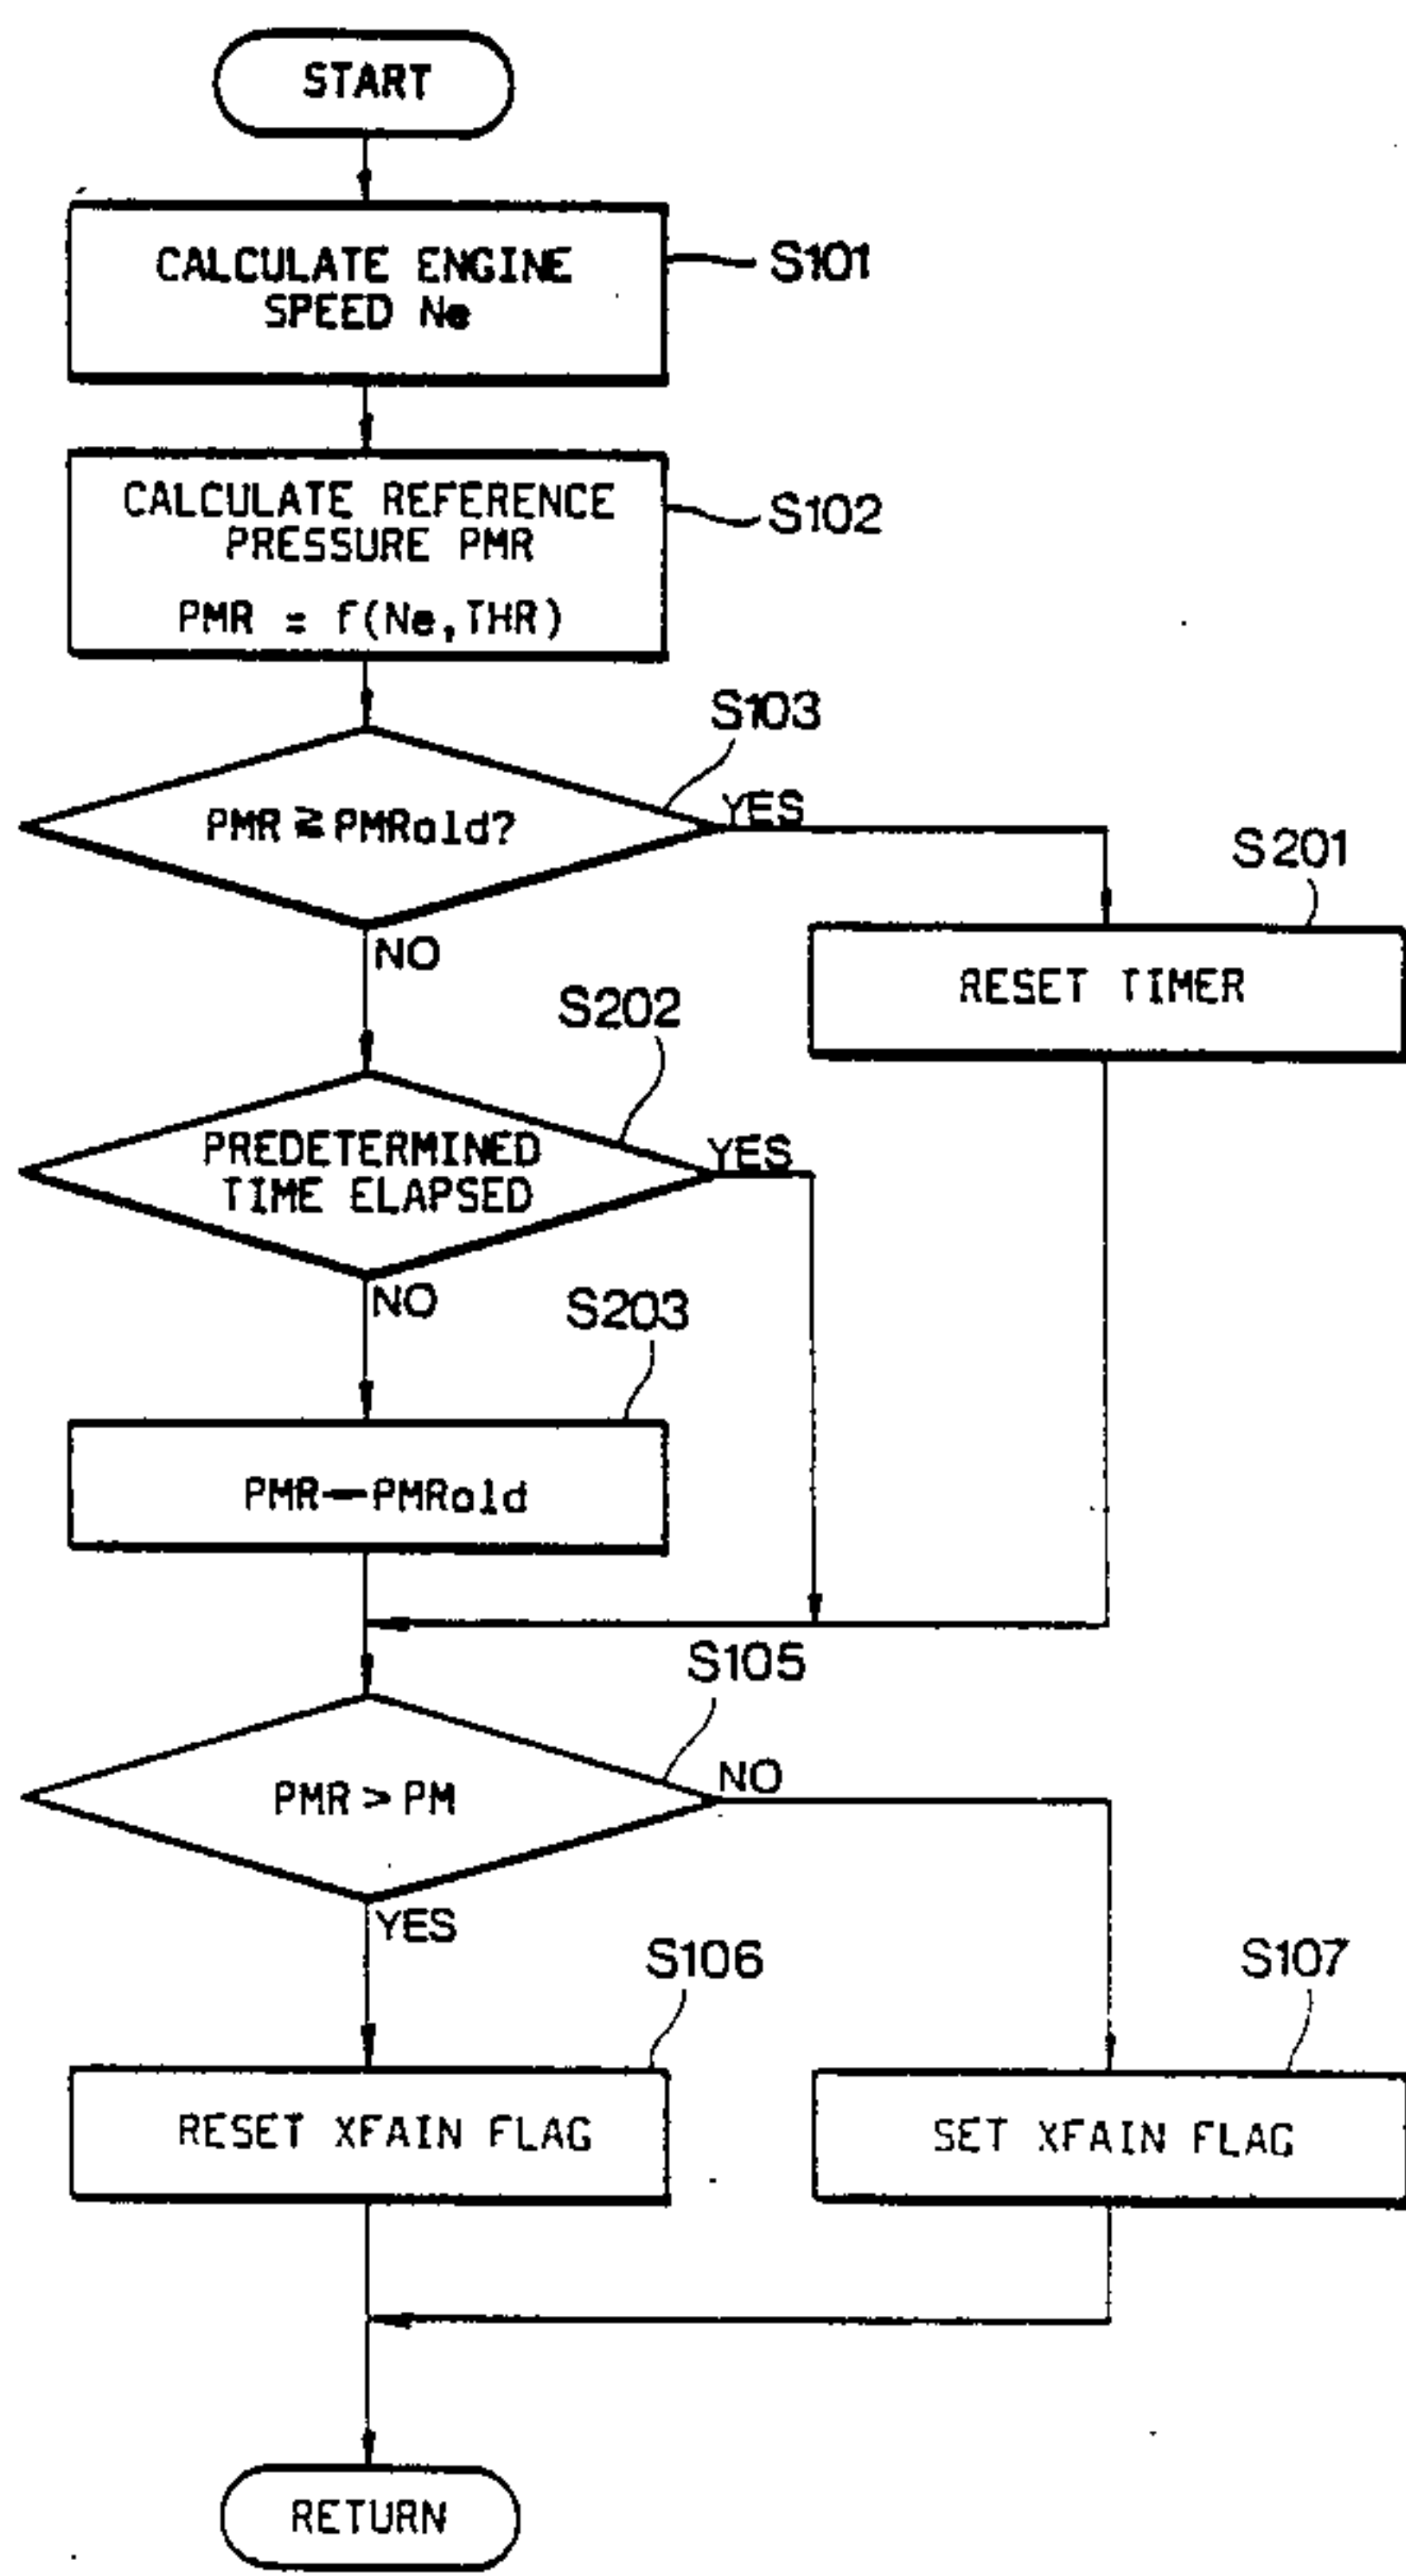 START
CALCULATE ENGINE
SPEED Ne
S101
CALCULATE REFERENCE
PRESSURE PMR
PMR = f(Ne,THR)
S102
S103
PMR ≧ PMRold?
YES
NO
S201
RESET TIMER
S202
PREDETERMINED
TIME ELAPSED
YES
NO
S203
PMR—PMRold
S105
PMR > PM
NO
YES
S106
RESET XFAIN FLAG
S107
SET XFAIN FLAG
RETURN